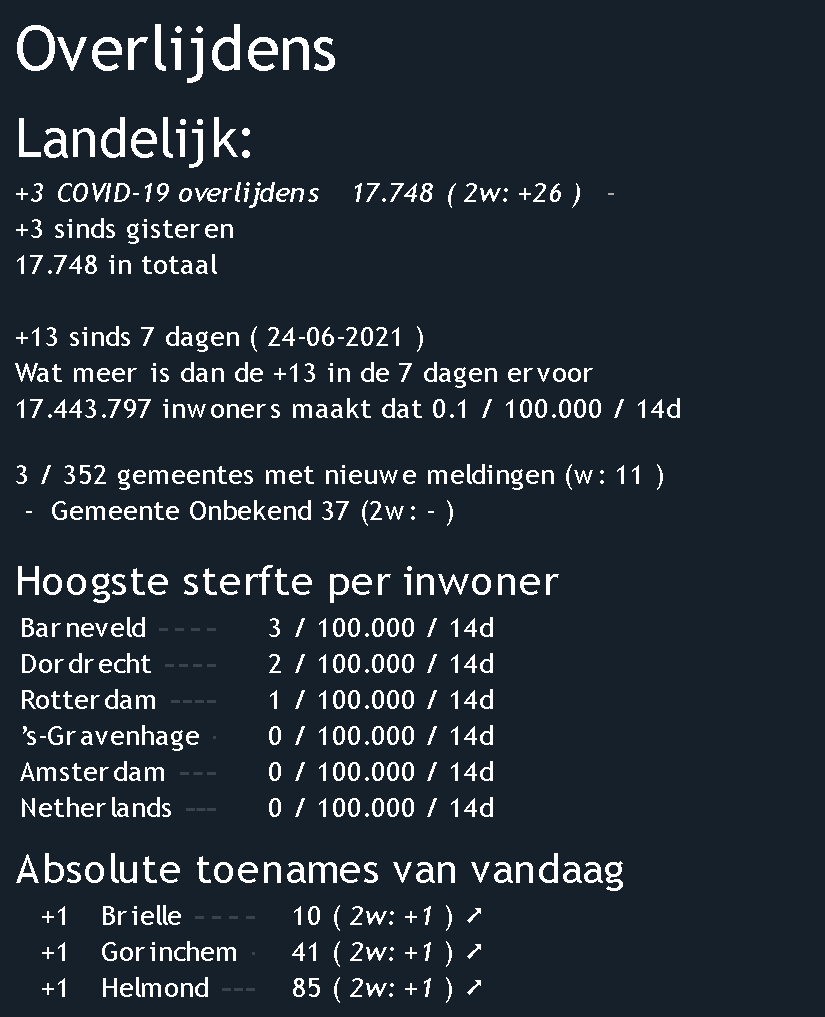 Overlijdens
Landelijk:
+3 COVID-19 overlijdens 17.748 ( 2w: +26 ) -
+3 sinds gisteren
17.748 in totaal
+13 sinds 7 dagen ( 24-06-2021 )
Wat meer is dan de +13 in de 7 dagen ervoor
17.443.797 inwoners maakt dat 0.1 / 100.000 / 14d
3 / 352 gemeentes met nieuwe meldingen (w: 11 )
- Gemeente Onbekend 37 (2w: - )
Hoogste sterfte per inwoner
Barneveld ---- 3 / 100.000 / 14d
Dordrecht ---- 2 / 100.000 / 14d
Rotterdam ---- 1 / 100.000 / 14d
's-Gravenhage · 0 / 100.000 / 14d
Amsterdam --- 0 / 100.000 / 14d
Netherlands --- 0 / 100.000 / 14d
Absolute toenames van vandaag
+1 Brielle ---- 10 ( 2w: +1 ) ↗
+1 Gorinchem · 41 ( 2w: +1 ) ↗
+1 Helmond --- 85 ( 2w: +1 ) ↗